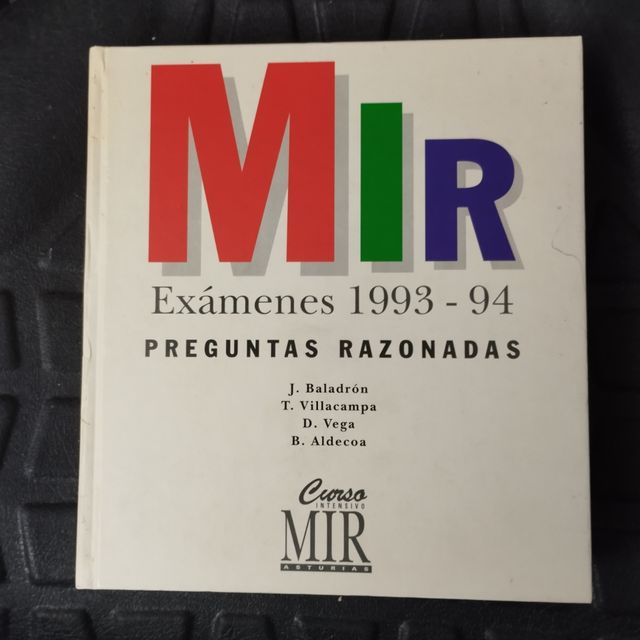 MIR
Exámenes 1993 - 94
PREGUNTAS RAZONADAS
J. Baladrón
T. Villacampa
D. Vega
B. Aldecoa
Curso
INTENSIVO
MIR
ASTURIAS